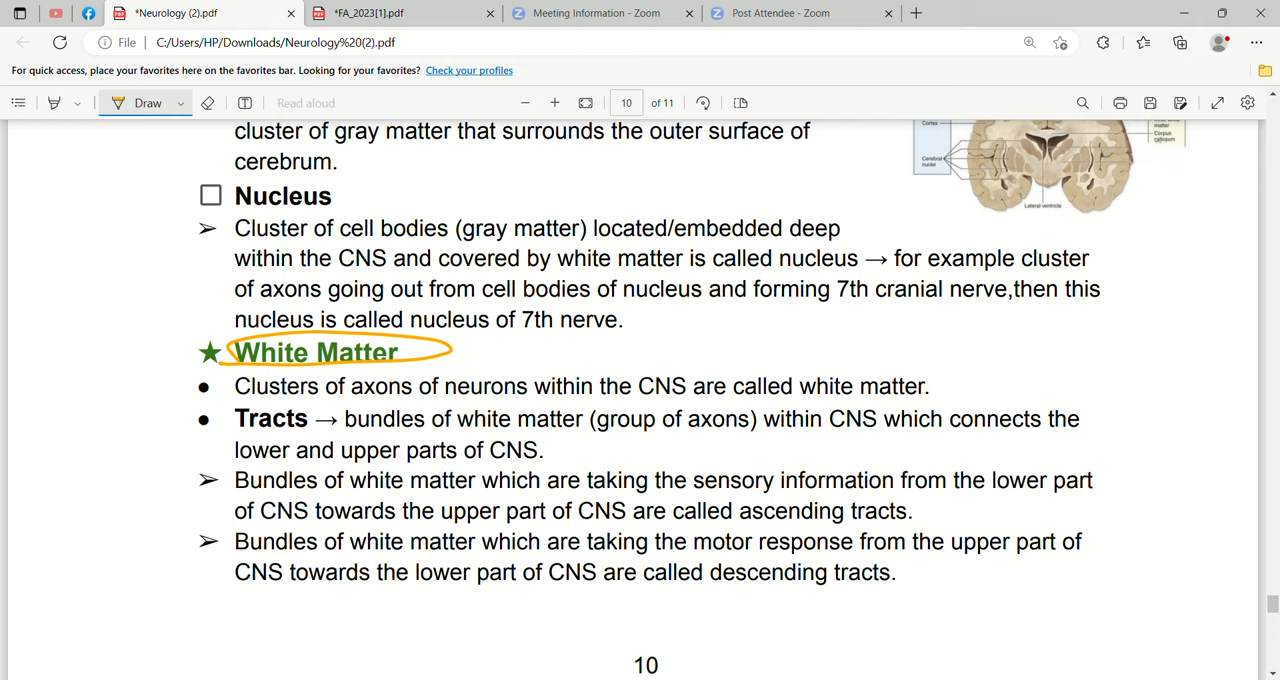 *Neurology (2).pdf
*FA_2023[1].pdf
Meeting Information - Zoom
Post Attendee - Zoom
File C:/Users/HP/Downloads/Neurology%20(2).pdf
For quick access, place your favorites here on the favorites bar. Looking for your favorites? Check your profiles
Draw
Read aloud
10 of 11
cluster of gray matter that surrounds the outer surface of
cerebrum.
Cortex
Cerebral
nuclei
matter
Corpus
callosum
Lateral ventricle
Nucleus
➢ Cluster of cell bodies (gray matter) located/embedded deep
within the CNS and covered by white matter is called nucleus → for example cluster
of axons going out from cell bodies of nucleus and forming 7th cranial nerve,then this
nucleus is called nucleus of 7th nerve.
★ White Matter
● Clusters of axons of neurons within the CNS are called white matter.
● Tracts → bundles of white matter (group of axons) within CNS which connects the
lower and upper parts of CNS.
➢ Bundles of white matter which are taking the sensory information from the lower part
of CNS towards the upper part of CNS are called ascending tracts.
➢ Bundles of white matter which are taking the motor response from the upper part of
CNS towards the lower part of CNS are called descending tracts.
10